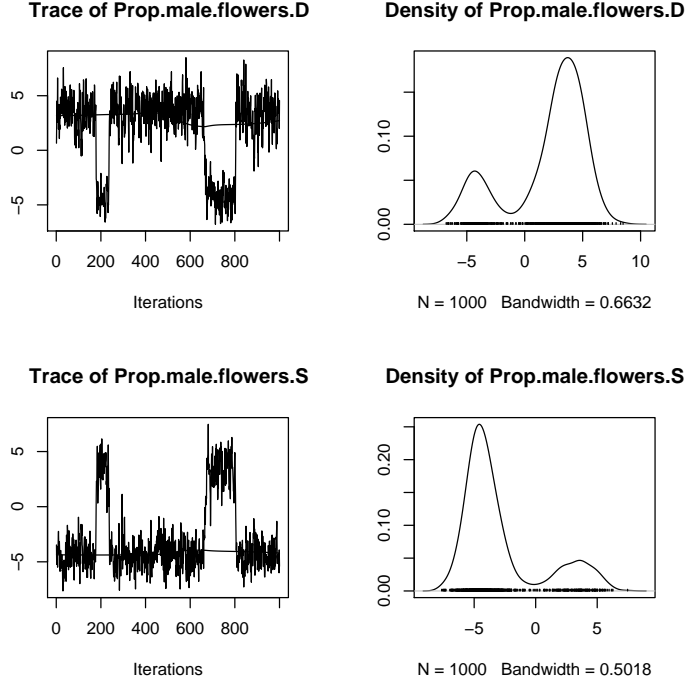 Trace of Prop.male.flowers.D
5
0
−5
0 200 400 600 800
Iterations
Density of Prop.male.flowers.D
0.10
0.00
−5 0 5 10
N = 1000 Bandwidth = 0.6632
Trace of Prop.male.flowers.S
5
0
−5
0 200 400 600 800
Iterations
Density of Prop.male.flowers.S
0.20
0.10
0.00
−5 0 5
N = 1000 Bandwidth = 0.5018